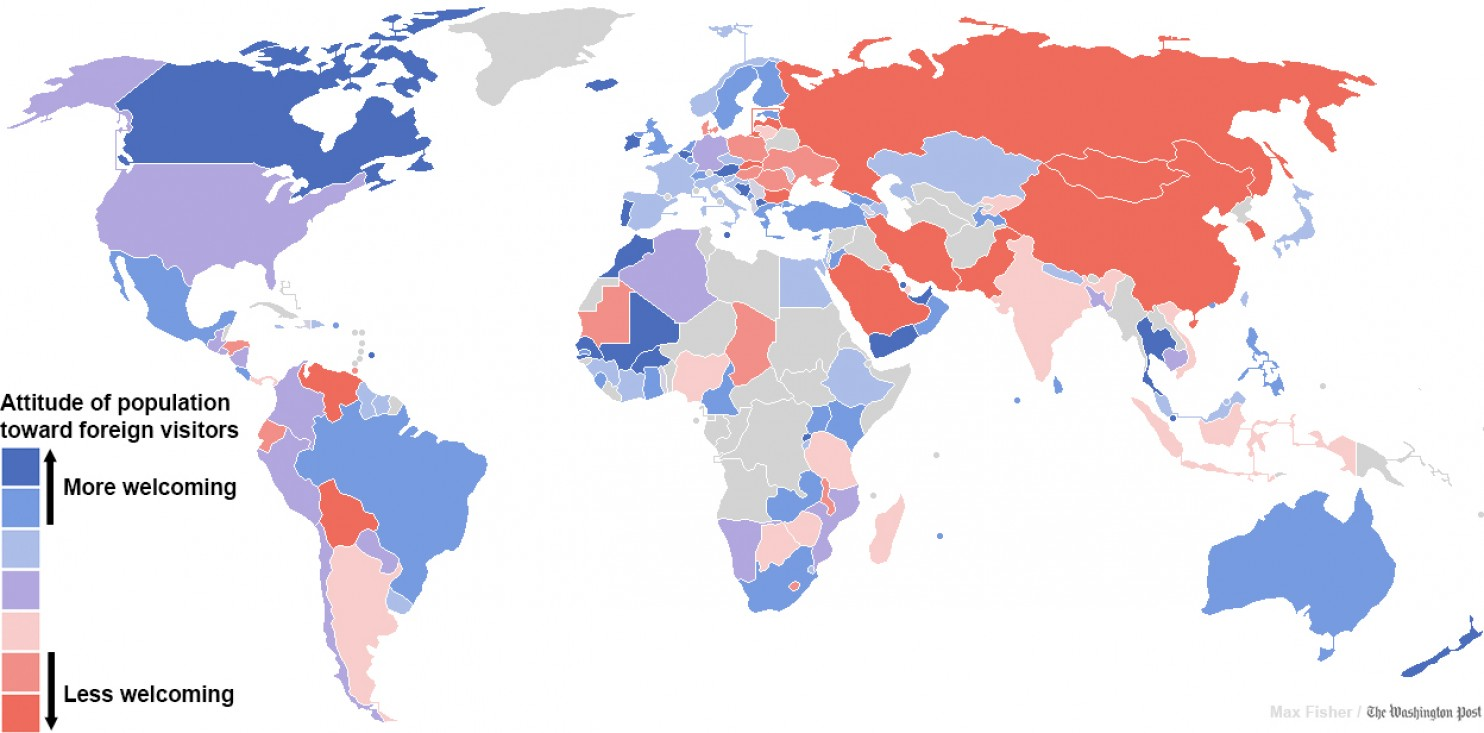 Attitude of population
toward foreign visitors
More welcoming
Less welcoming
Max Fisher / The Washington Post